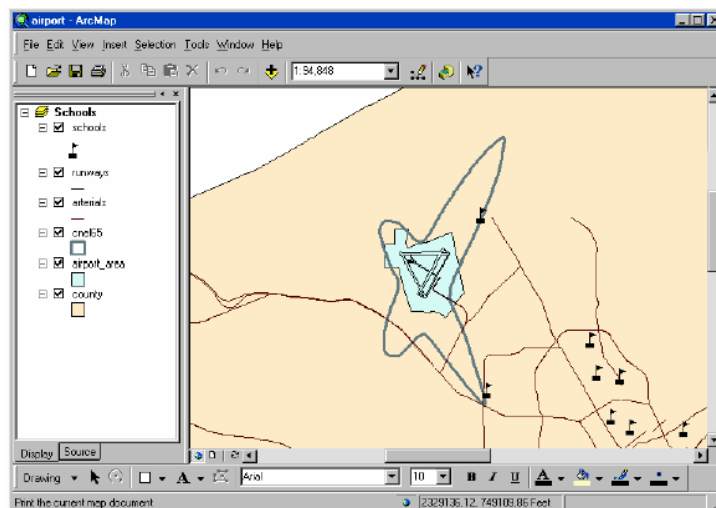 airport - ArcMap
File Edit View Insert Selection Tools Window Help
1:94,848
Schools
schools
runways
arterials
cnel65
airport_area
county
Display Source
Drawing A Arial 10 B I U A
Print the current map document 2329136.12, 749109.86 Feet